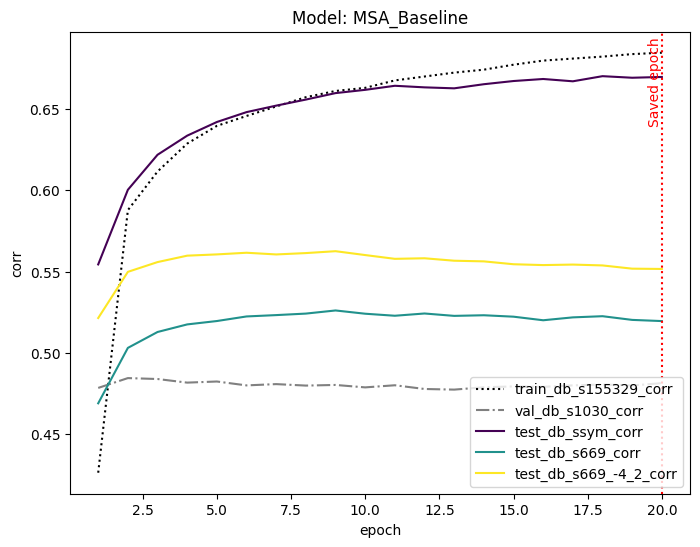 Model: MSA_Baseline
Saved epoch
corr
0.65
0.60
0.55
0.50
0.45
train_db_s155329_corr
val_db_s1030_corr
test_db_ssym_corr
test_db_s669_corr
test_db_s669_-4_2_corr
2.5 5.0 7.5 10.0 12.5 15.0 17.5 20.0
epoch